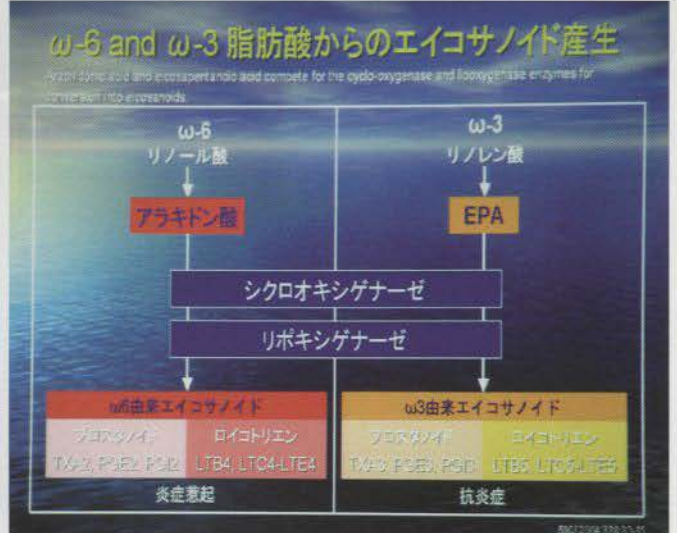 ω-6 and ω-3 脂肪酸からのエイコサノイド産生
Arachidonic acid and eicosapentanoic acid compete for the cyclo-oxygenase and lipoxygenase enzymes for
conversion into eicosanoids.
ω-6
リノール酸
アラキドン酸
ω-3
リノレン酸
EPA
シクロオキシゲナーゼ
リポキシゲナーゼ
ω6由来エイコサノイド
プロスタノイド
TXA2, PGE2, PGI2
ロイコトリエン
LTB4, LTC4-LTE4
炎症惹起
ω3由来エイコサノイド
プロスタノイド
TXA3, PGE3, PGI3
ロイコトリエン
LTB5, LTC5-LTE5
抗炎症